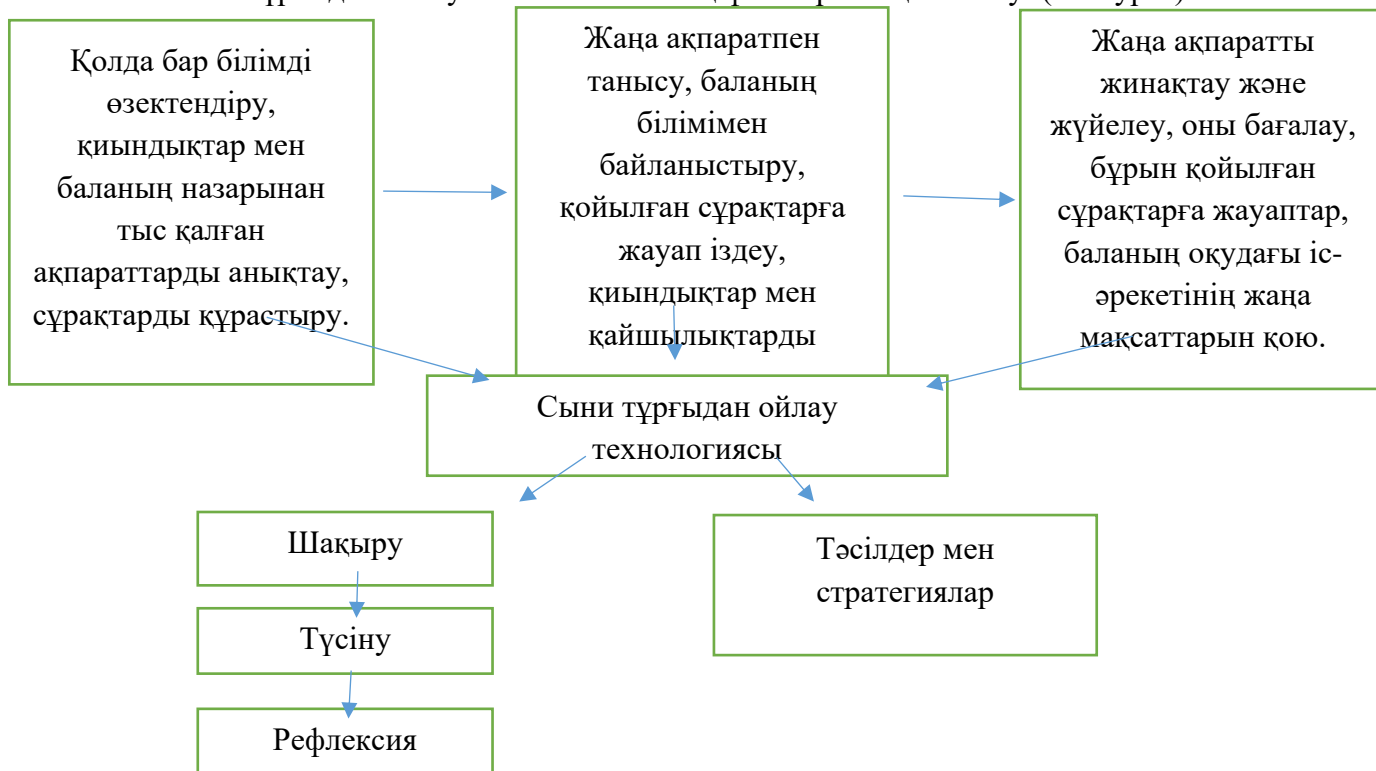 Қолда бар білімді
өзектендіру,
қиындықтар мен
баланың назарынан
тыс қалған
ақпараттарды анықтау,
сұрақтарды құрастыру.
Жаңа ақпаратпен
танысу, баланың
білімімен
байланыстыру,
қойылған сұрақтарға
жауап іздеу,
қиындықтар мен
қайшылықтарды
Жаңа ақпаратты
жинақтау және
жүйелеу, оны бағалау,
бұрын қойылған
сұрақтарға жауаптар,
баланың оқудағы іс-
әрекетінің жаңа
мақсаттарын қою.
Сыни тұрғыдан ойлау
технологиясы
Шақыру
Түсіну
Рефлексия
Тәсілдер мен
стратегиялар